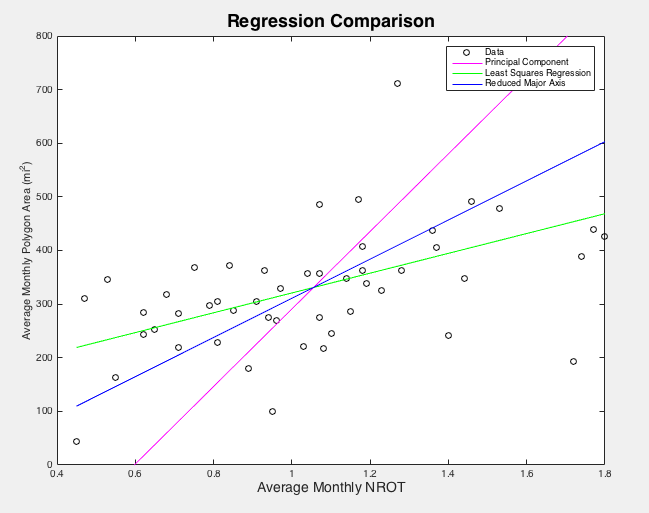 Regression Comparison
Data
Principal Component
Least Squares Regression
Reduced Major Axis
Average Monthly Polygon Area (mi²)
800
700
600
500
400
300
200
100
0
0.4 0.6 0.8 1 1.2 1.4 1.6 1.8
Average Monthly NROT